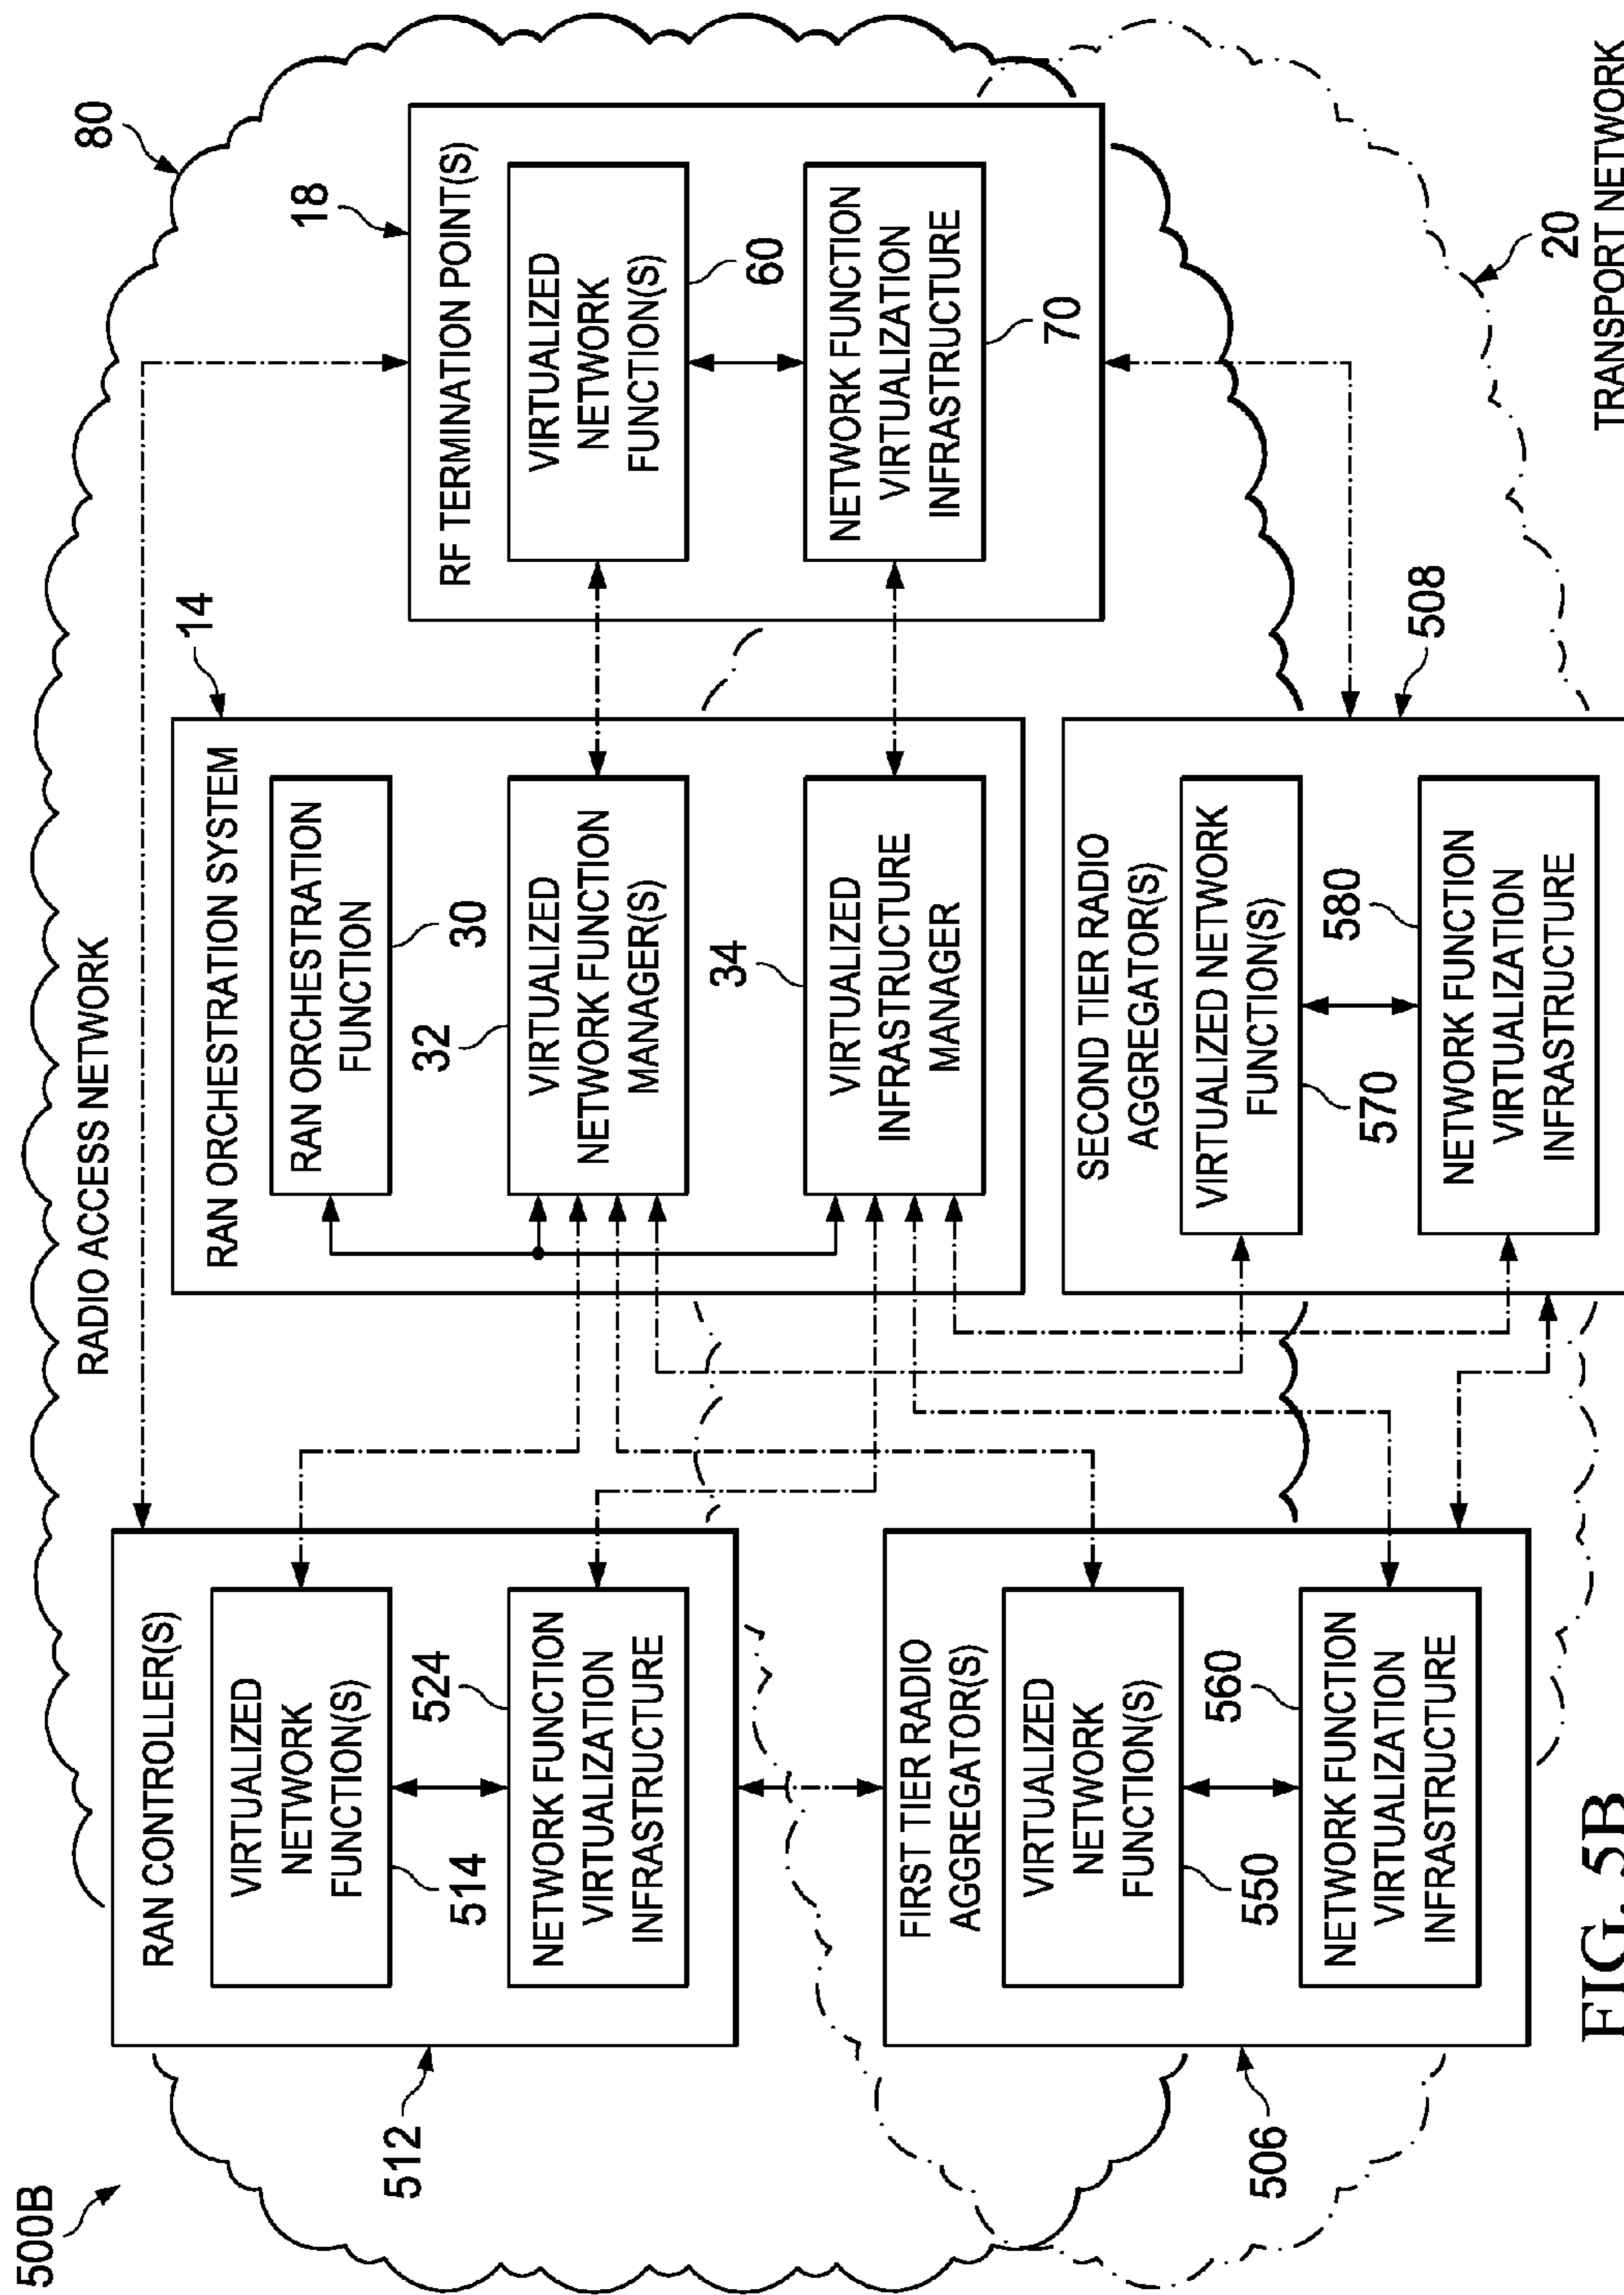 500B
80
RADIO ACCESS NETWORK
512
RAN CONTROLLER(S)
VIRTUALIZED
NETWORK
FUNCTION(S)
514
524
NETWORK FUNCTION
VIRTUALIZATION
INFRASTRUCTURE
14
RAN ORCHESTRATION SYSTEM
RAN ORCHESTRATION
FUNCTION
30
32
VIRTUALIZED
NETWORK FUNCTION
MANAGER(S)
34
VIRTUALIZED
INFRASTRUCTURE
MANAGER
18
RF TERMINATION POINT(S)
VIRTUALIZED
NETWORK
FUNCTION(S)
60
NETWORK FUNCTION
VIRTUALIZATION
INFRASTRUCTURE
70
506
FIRST TIER RADIO
AGGREGATOR(S)
VIRTUALIZED
NETWORK
FUNCTION(S)
550
560
NETWORK FUNCTION
VIRTUALIZATION
INFRASTRUCTURE
508
SECOND TIER RADIO
AGGREGATOR(S)
VIRTUALIZED NETWORK
FUNCTION(S)
570
580
NETWORK FUNCTION
VIRTUALIZATION
INFRASTRUCTURE
20
TRANSPORT NETWORK
FIG. 5B